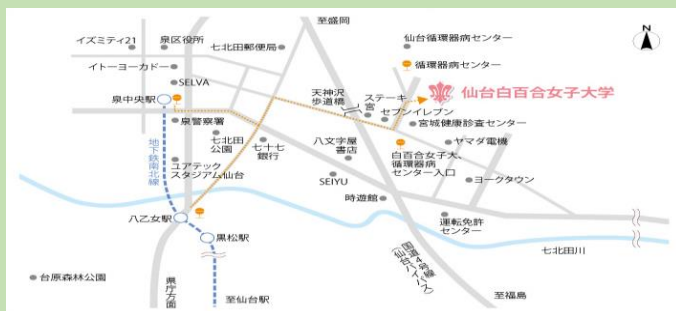 至盛岡
N
イズミティ21
泉区役所
七北田郵便局
仙台循環器病センター
イトーヨーカドー
循環器病センター
SELVA
天神沢
歩道橋
ステーキ
宮
仙台白百合女子大学
泉中央駅
セブンイレブン
泉警察署
宮城健康診査センター
七北田
公園
七十七
銀行
八文字屋
書店
ヤマダ電機
地下鉄南北線
白百合女子大、
循環器病
センター入口
ユアテック
スタジアム仙台
SEIYU
ヨークタウン
時遊館
八乙女駅
運転免許
センター
黒松駅
国道4号線
(仙台バイパス)
七北田川
台原森林公園
県庁方面
至仙台駅
至福島